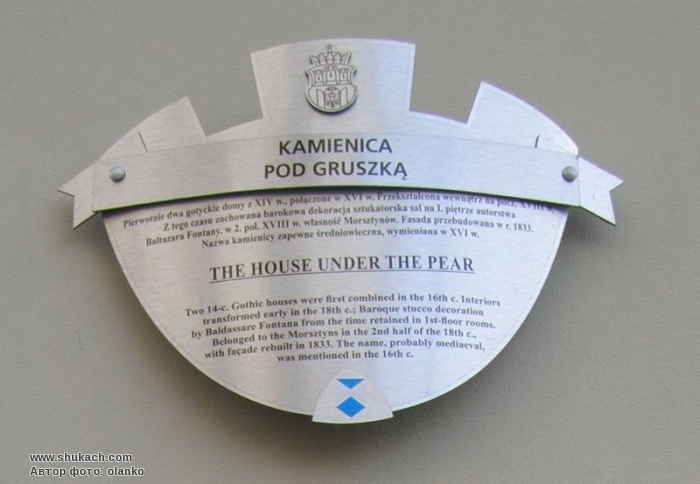 KAMIENICA
POD GRUSZKĄ
Pierwotnie dwa gotyckie domy z XIV w., połączone w XVI w. Przekształcona wewnątrz na pocz. XVIII w.
Z tego czasu zachowana barokowa dekoracja sztukatorska sal na 1. piętrze autorstwa
Baltazara Fontany. w 2. poł. XVIII w. własność Morsztynów. Fasada przebudowana w r. 1833.
Nazwa kamienicy zapewne średniowieczna, wymieniana w XVI w.
THE HOUSE UNDER THE PEAR
Two 14-c. Gothic houses were first combined in the 16th c. Interiors
transformed early in the 18th c.; Baroque stucco decoration
by Baldassare Fontana from the time retained in 1st-floor rooms.
Belonged to the Morsztyns in the 2nd half of the 18th c.,
with façade rebuilt in 1833. The name, probably mediaeval,
was mentioned in the 16th c.
www.shukach.com
Автор фото: olanko